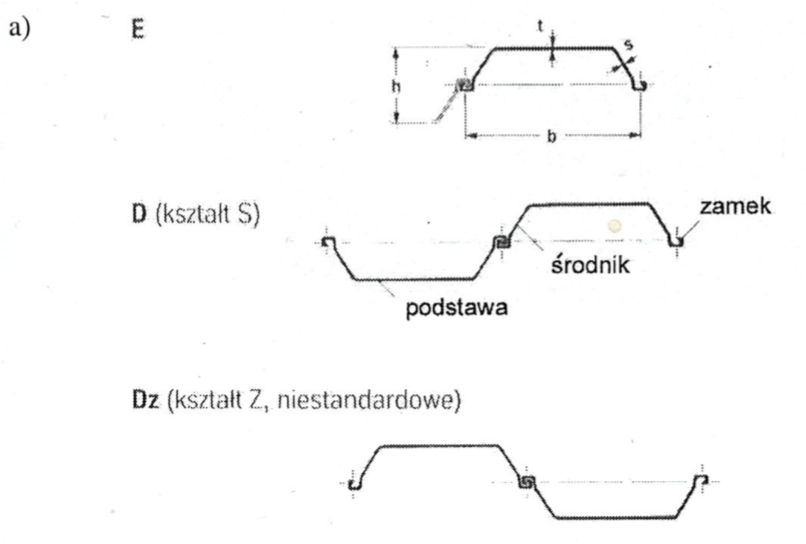 a)
E
t
s
h
b
D (kształt S)
zamek
środnik
podstawa
Dz (kształt Z, niestandardowe)